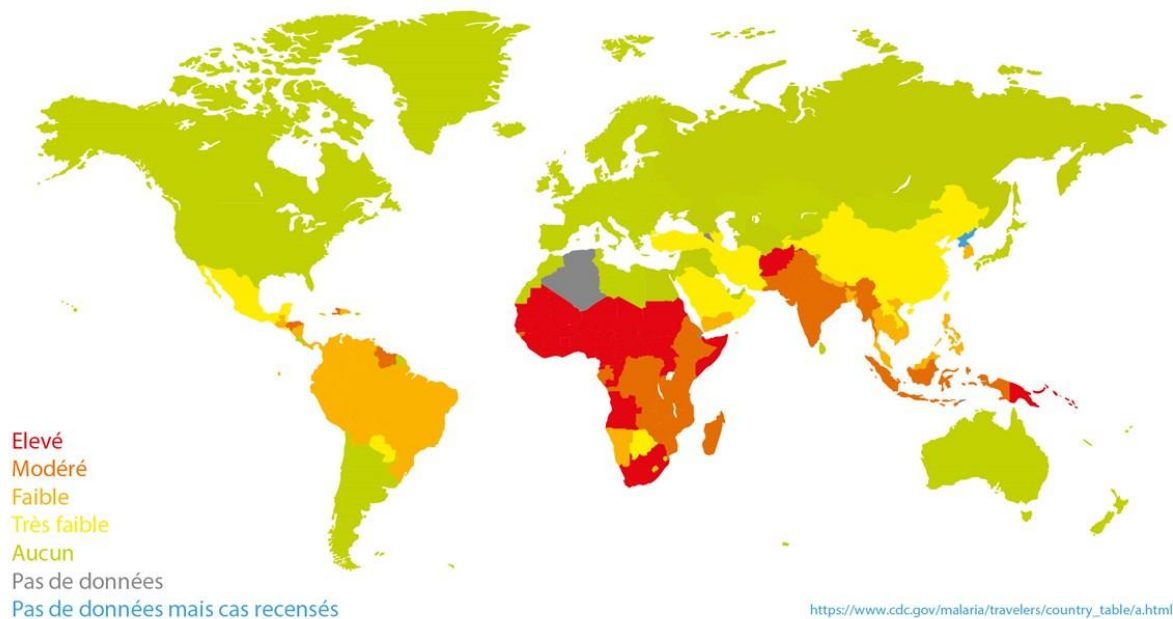 Elevé
Modéré
Faible
Très faible
Aucun
Pas de données
Pas de données mais cas recensés
https://www.cdc.gov/malaria/travelers/country_table/a.html